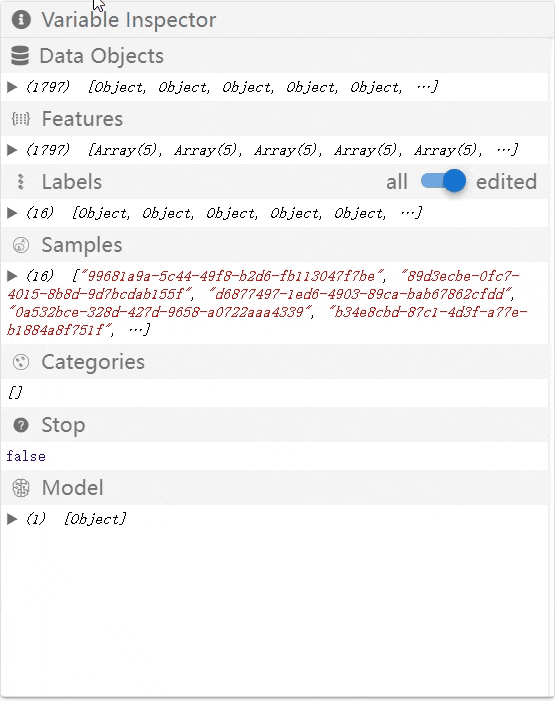 Variable Inspector
Data Objects
(1797) [Object, Object, Object, Object, Object, …]
Features
(1797) [Array(5), Array(5), Array(5), Array(5), Array(5), …]
Labels all edited
(16) [Object, Object, Object, Object, Object, …]
Samples
(16) ["99681a9a-5c44-49f8-b2d6-fb113047f7be", "89d3ecbe-0fc7-
4015-8b8d-9d7bcdab155f", "d6877497-1ed6-4903-89ca-bab67862cfdd",
"0a532bce-328d-427d-9658-a0722aaa4339", "b34e8cbd-87c1-4d3f-a77e-
b1884a8f751f", …]
Categories
[]
Stop
false
Model
(1) [Object]